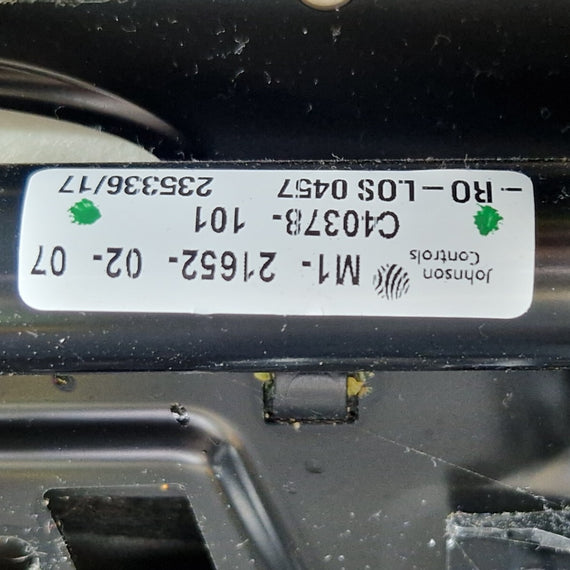 Johnson
Controls
M1- 21652- 02- 07
C40378- 101
-RO-LOS 0457 235336/17